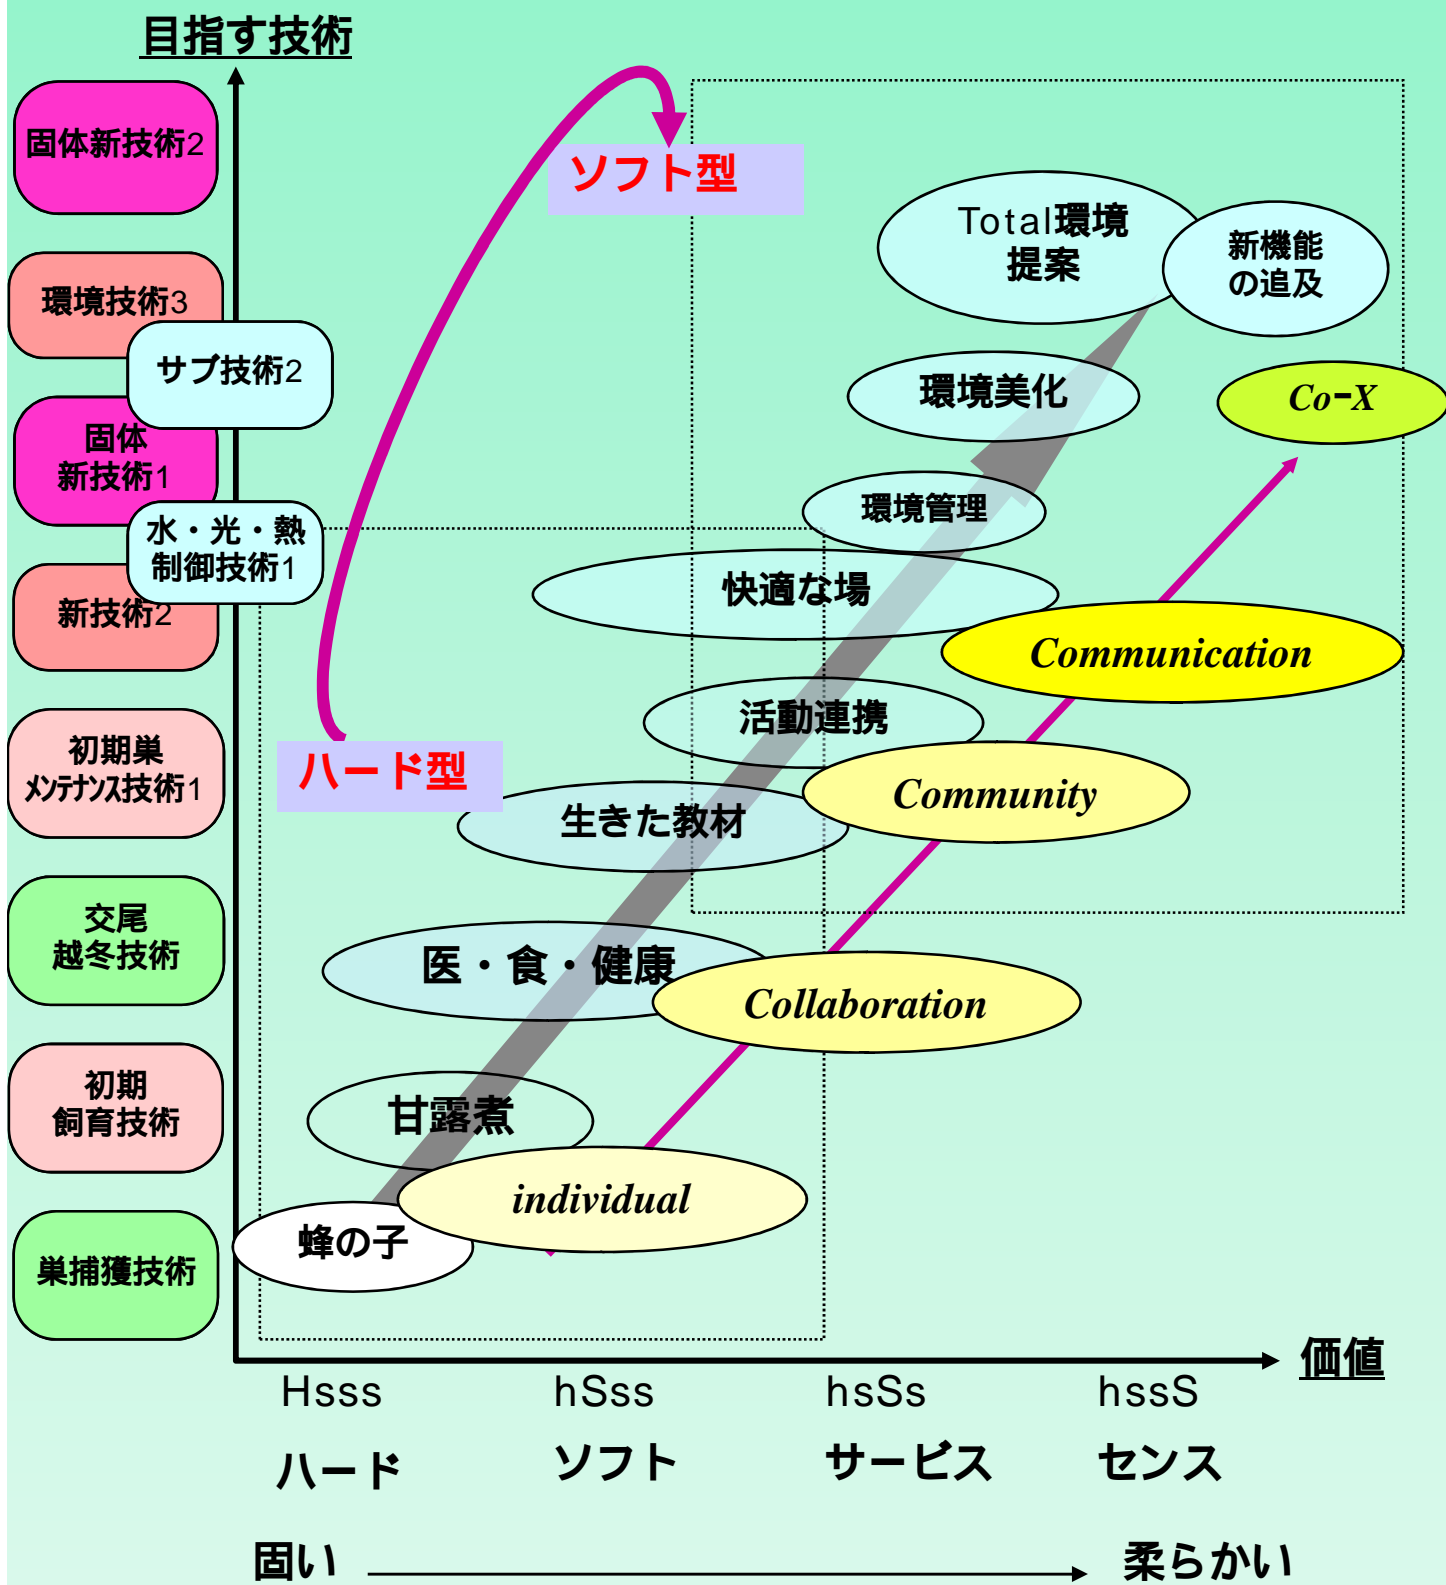 目指す技術
固体新技術2
ソフト型
Total環境
提案
新機能
の追及
環境技術3
サブ技術2
環境美化
Co-X
固体
新技術1
水・光・熱
制御技術1
環境管理
快適な場
新技術2
Communication
活動連携
初期巣
メンテナンス技術1
ハード型
Community
生きた教材
交尾
越冬技術
医・食・健康
Collaboration
初期
飼育技術
甘露煮
individual
蜂の子
巣捕獲技術
価値
Hsss hSss hsSs hssS
ハード ソフト サービス センス
固い 柔らかい